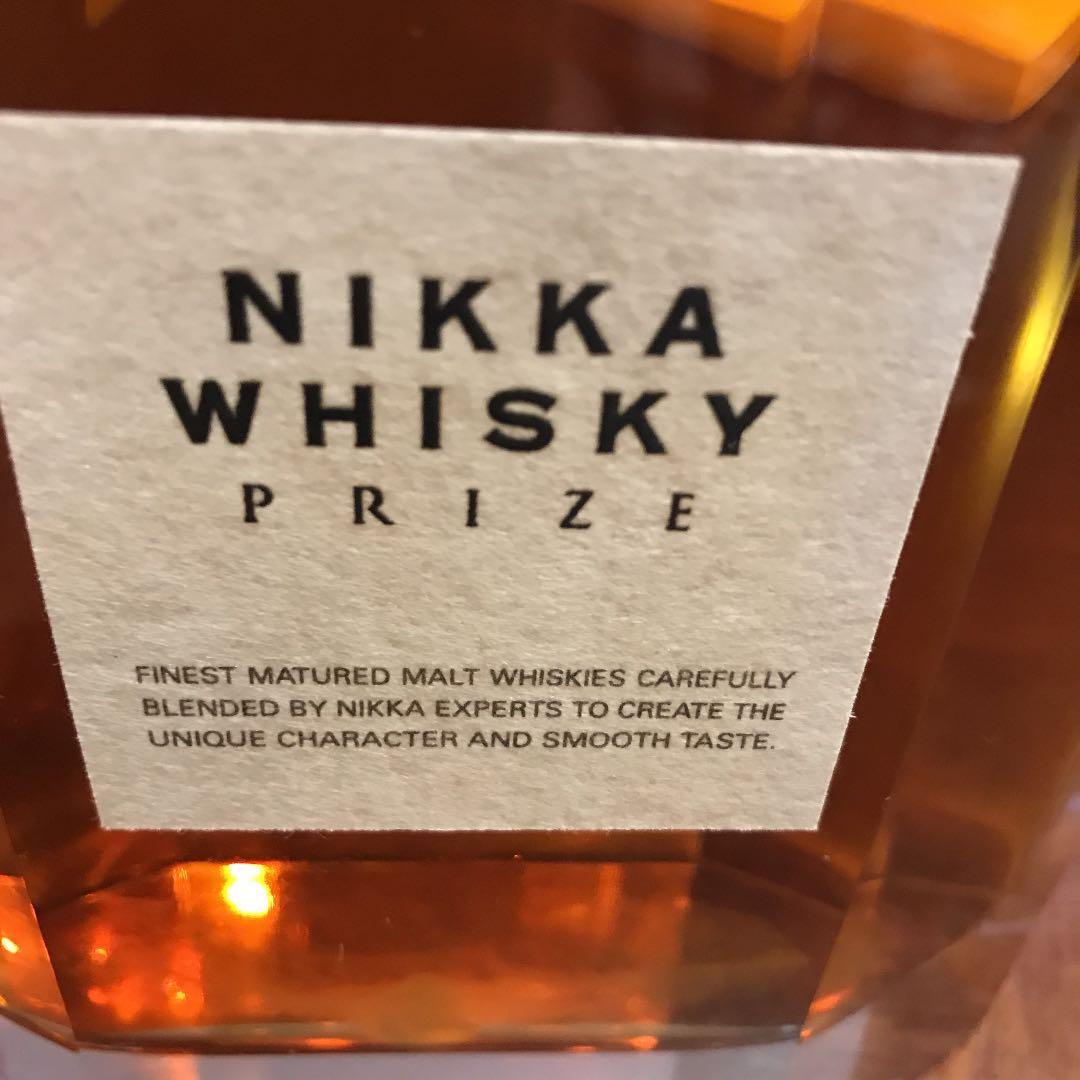 NIKKA
WHISKY
PRIZE
FINEST MATURED MALT WHISKIES CAREFULLY
BLENDED BY NIKKA EXPERTS TO CREATE THE
UNIQUE CHARACTER AND SMOOTH TASTE.